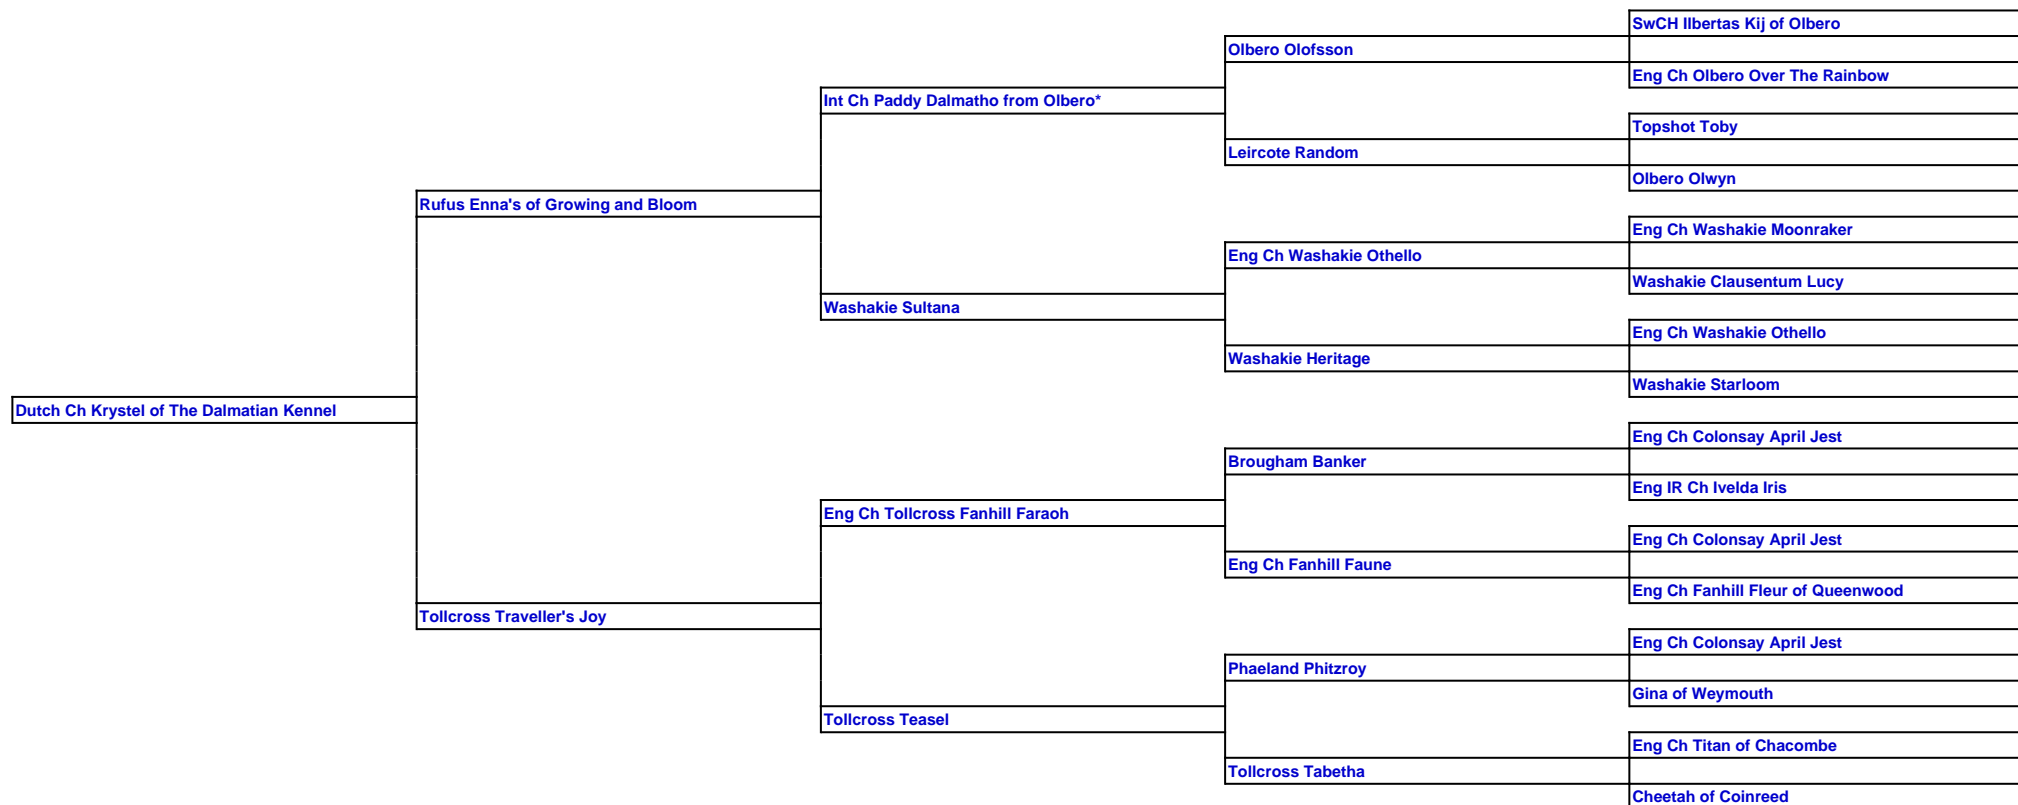 SwCH Ilbertas Kij of Olbero
Olbero Olofsson
Eng Ch Olbero Over The Rainbow
Int Ch Paddy Dalmatho from Olbero*
Topshot Toby
Leircote Random
Olbero Olwyn
Rufus Enna's of Growing and Bloom
Eng Ch Washakie Moonraker
Eng Ch Washakie Othello
Washakie Clausentum Lucy
Washakie Sultana
Eng Ch Washakie Othello
Washakie Heritage
Washakie Starloom
Dutch Ch Krystel of The Dalmatian Kennel
Eng Ch Colonsay April Jest
Brougham Banker
Eng IR Ch Ivelda Iris
Eng Ch Tollcross Fanhill Faraoh
Eng Ch Colonsay April Jest
Eng Ch Fanhill Faune
Eng Ch Fanhill Fleur of Queenwood
Tollcross Traveller's Joy
Eng Ch Colonsay April Jest
Phaeland Phitzroy
Gina of Weymouth
Tollcross Teasel
Eng Ch Titan of Chacombe
Tollcross Tabetha
Cheetah of Coinreed